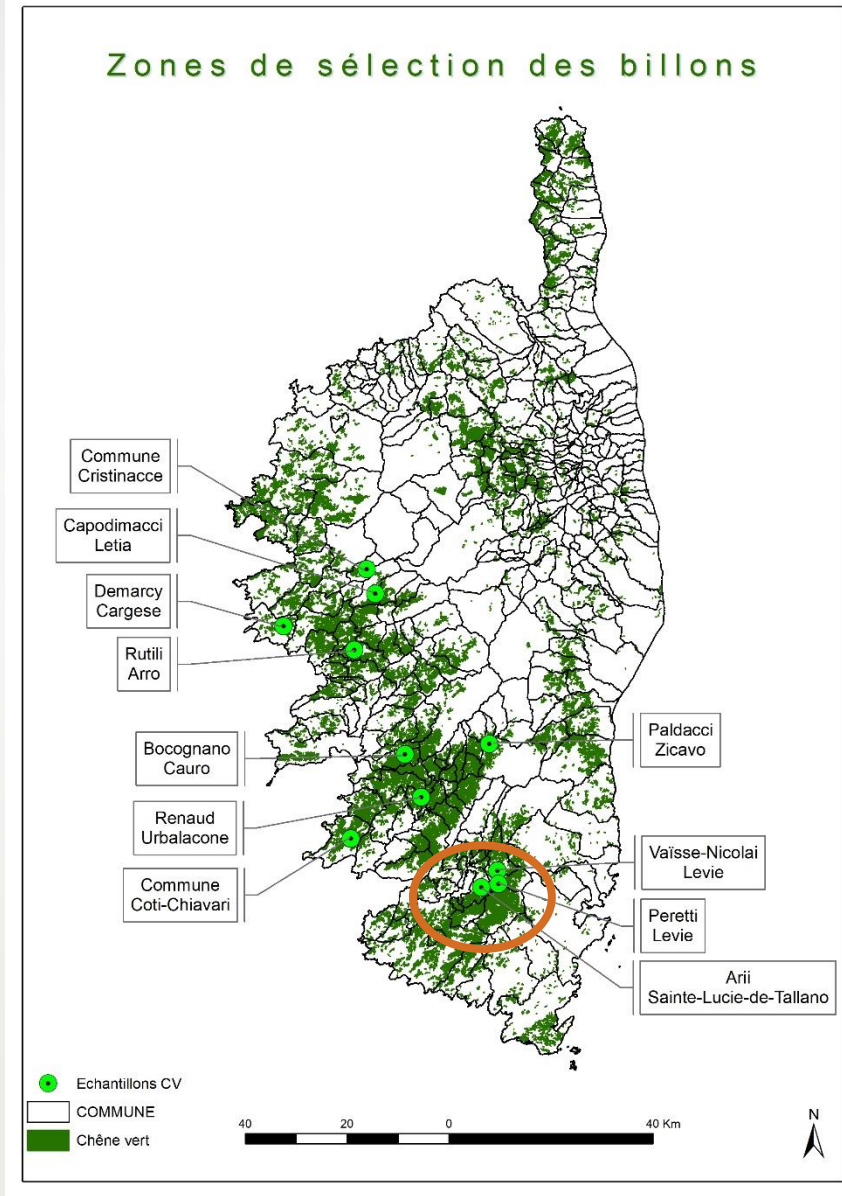 Zones de sélection des billons
Commune
Cristinacce
Capodimacci
Letia
Demarcy
Cargese
Rutili
Arro
Bocognano
Cauro
Renaud
Urbalacone
Commune
Coti-Chiavari
Paldacci
Zicavo
Vaïsse-Nicolai
Levie
Peretti
Levie
Arii
Sainte-Lucie-de-Tallano
Echantillons CV
COMMUNE
Chêne vert
40 20 0 40 Km
N